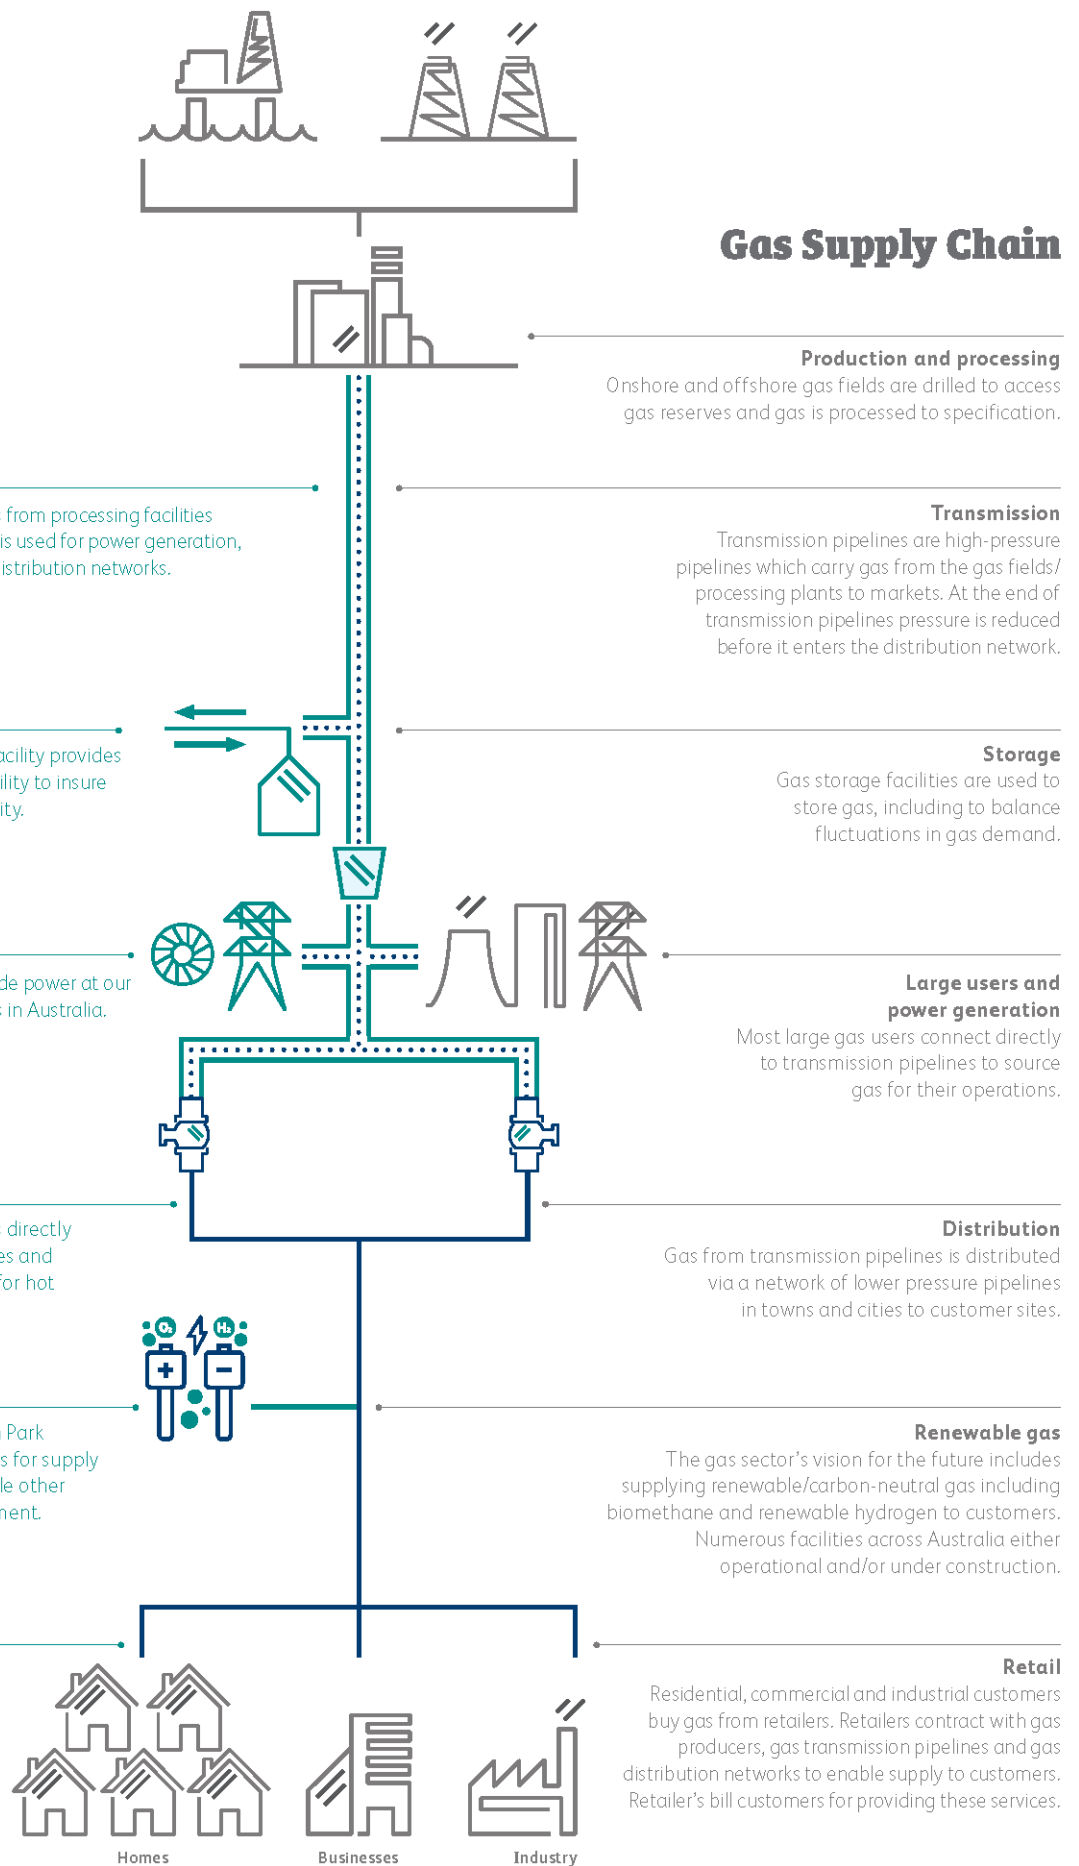 Gas Supply Chain
Production and processing
Onshore and offshore gas fields are drilled to access
gas reserves and gas is processed to specification.
from processing facilities
is used for power generation,
istribution networks.
Transmission
Transmission pipelines are high-pressure
pipelines which carry gas from the gas fields/
processing plants to markets. At the end of
transmission pipelines pressure is reduced
before it enters the distribution network.
acility provides
ility to insure
ity.
Storage
Gas storage facilities are used to
store gas, including to balance
fluctuations in gas demand.
de power at our
s in Australia.
Large users and
power generation
Most large gas users connect directly
to transmission pipelines to source
gas for their operations.
s directly
es and
for hot
Distribution
Gas from transmission pipelines is distributed
via a network of lower pressure pipelines
in towns and cities to customer sites.
O₂ H₂
+ −
Park
s for supply
le other
ment.
Renewable gas
The gas sector's vision for the future includes
supplying renewable/carbon-neutral gas including
biomethane and renewable hydrogen to customers.
Numerous facilities across Australia either
operational and/or under construction.
Retail
Residential, commercial and industrial customers
buy gas from retailers. Retailers contract with gas
producers, gas transmission pipelines and gas
distribution networks to enable supply to customers.
Retailer's bill customers for providing these services.
Homes
Businesses
Industry